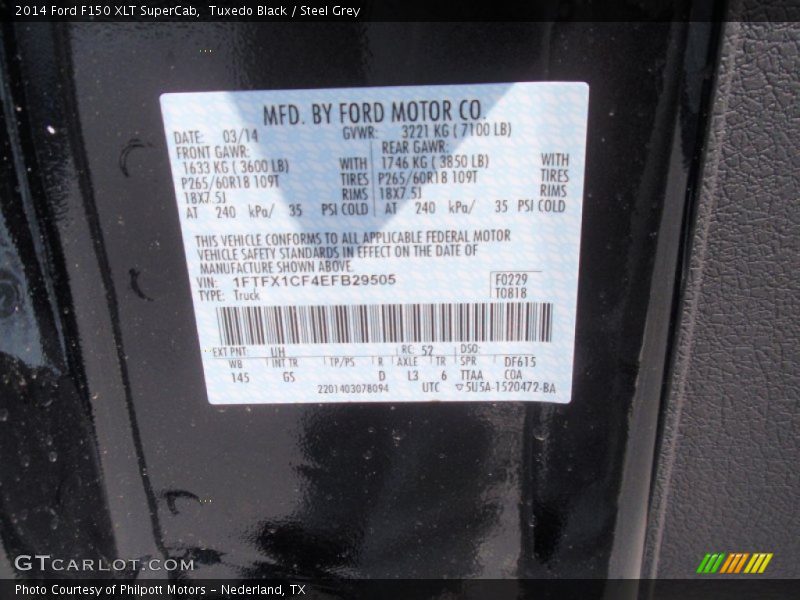 2014 Ford F150 XLT SuperCab, Tuxedo Black / Steel Grey
MFD. BY FORD MOTOR CO.
DATE: 03/14 GVWR: 3221 KG ( 7100 LB)
FRONT GAWR: REAR GAWR:
1633 KG ( 3600 LB) WITH 1746 KG ( 3850 LB) WITH
P265/60R18 109T TIRES P265/60R18 109T TIRES
18X7.5J RIMS 18X7.5J RIMS
AT 240 kPa/ 35 PSI COLD AT 240 kPa/ 35 PSI COLD
THIS VEHICLE CONFORMS TO ALL APPLICABLE FEDERAL MOTOR
VEHICLE SAFETY STANDARDS IN EFFECT ON THE DATE OF
MANUFACTURE SHOWN ABOVE.
VIN: 1FTFX1CF4EFB29505 F0229
TYPE: Truck T0818
EXT PNT: UH RC: 52 DSO:
WB INT TR TP/PS R AXLE TR SPR DF615
145 GS D L3 6 TTAA COA
2201403078094 UTC ▽5U5A-1520472-BA
GTCARLOT.COM
Photo Courtesy of Philpott Motors - Nederland, TX